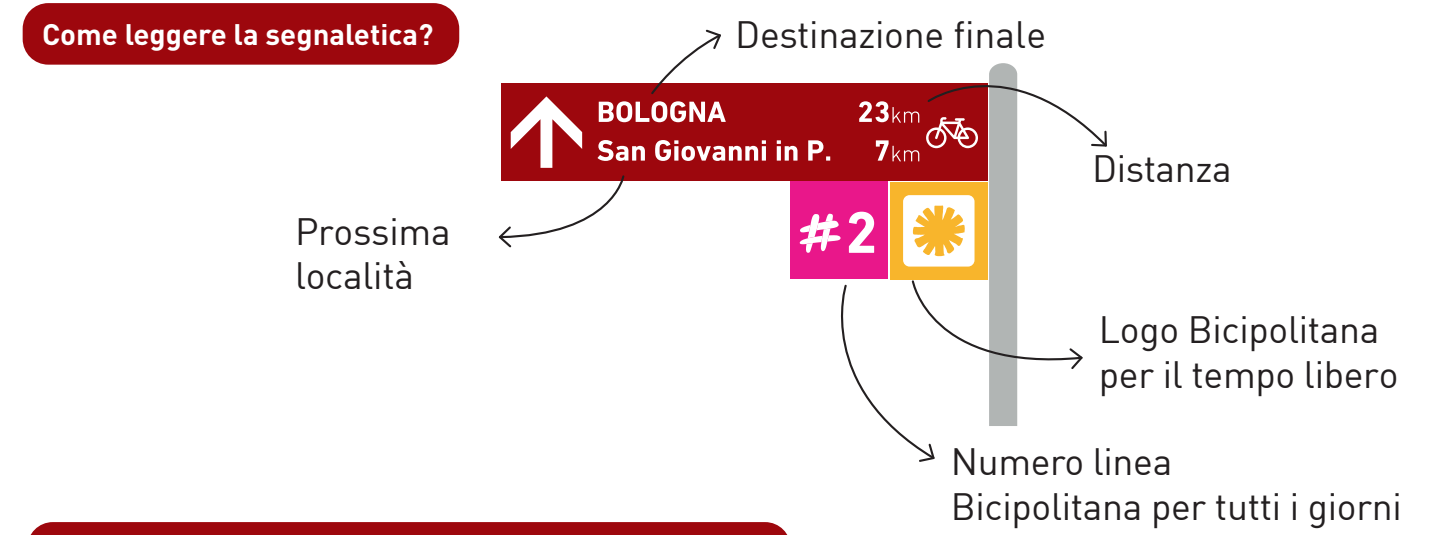 Come leggere la segnaletica?
Destinazione finale
BOLOGNA 23km
San Giovanni in P. 7km
Distanza
Prossima
località
#2
Logo Bicipolitana
per il tempo libero
Numero linea
Bicipolitana per tutti i giorni